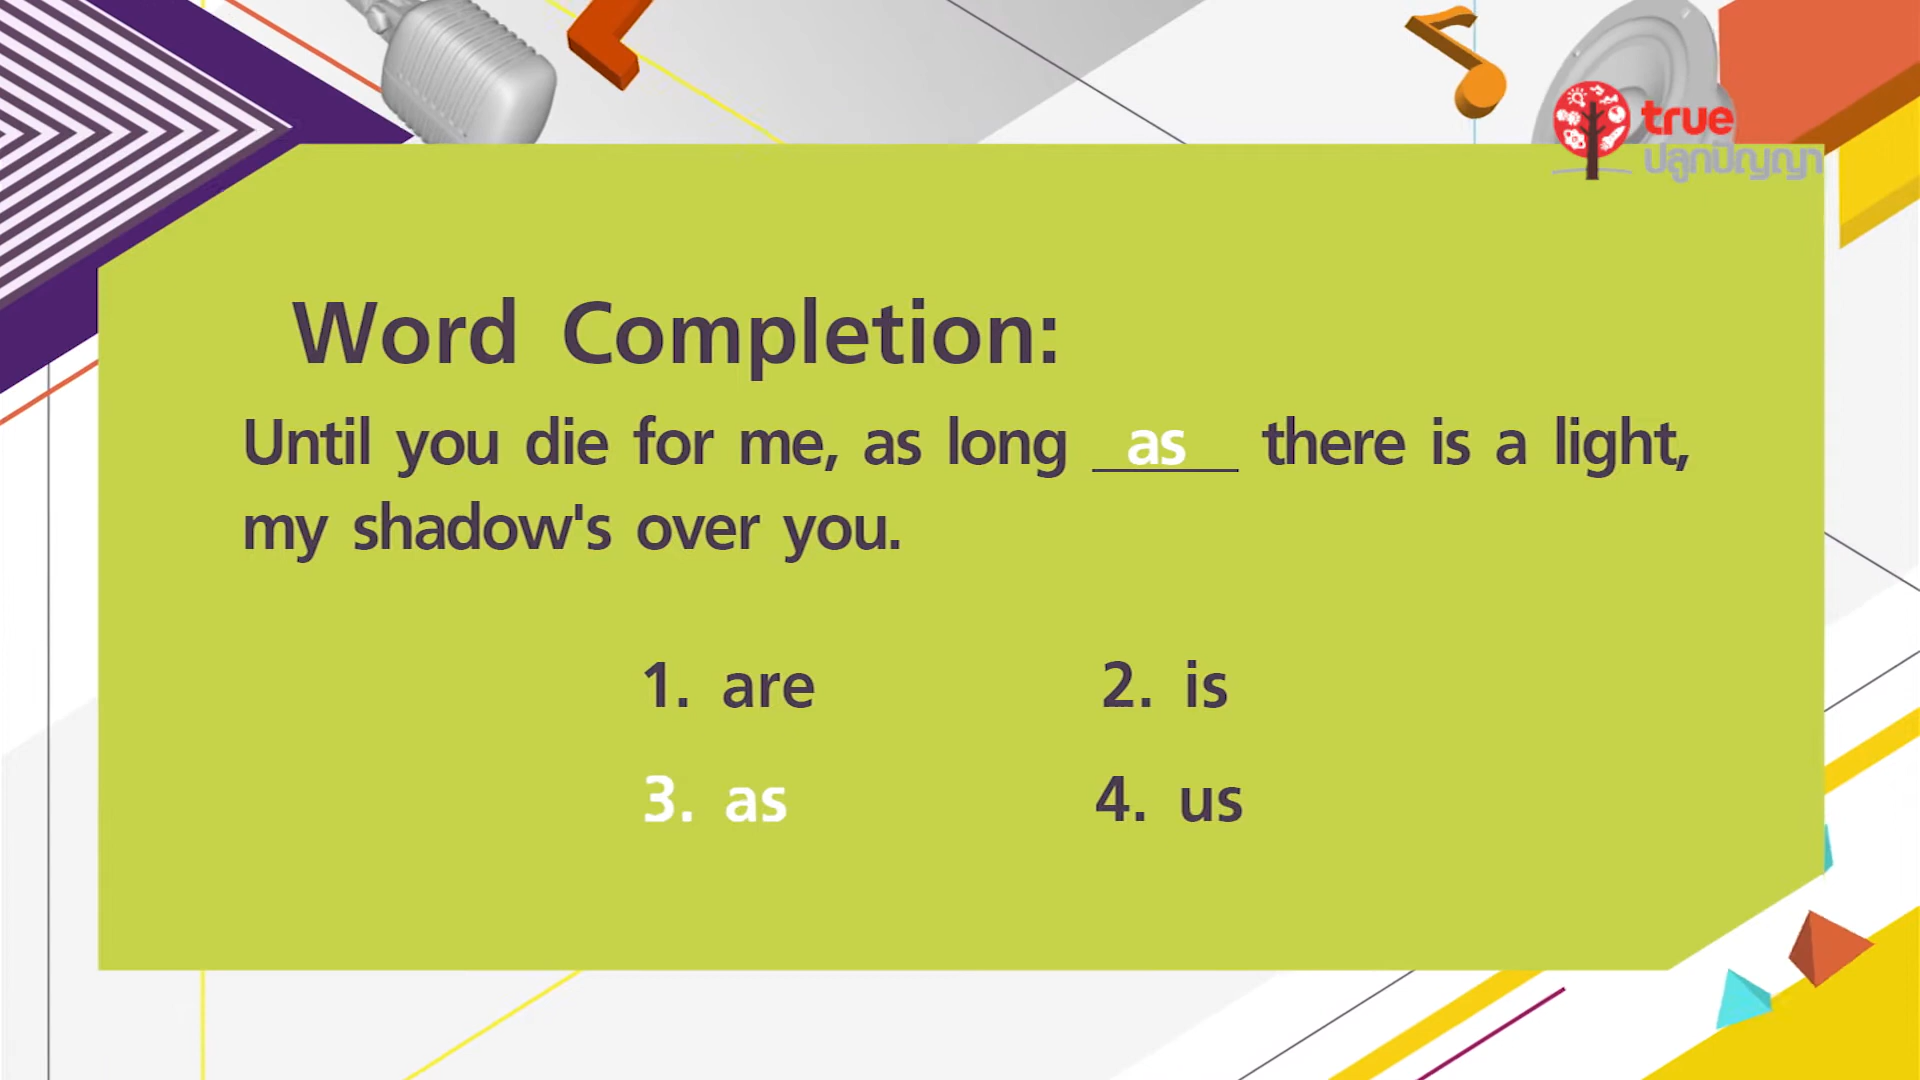 true
ปลูกปัญญา
Word Completion:
Until you die for me, as long as there is a light,
my shadow's over you.
1. are 2. is
3. as 4. us